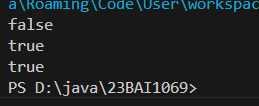 a\Roaming\Code\User\workspac
false
true
true
PS D:\java\23BAI1069>